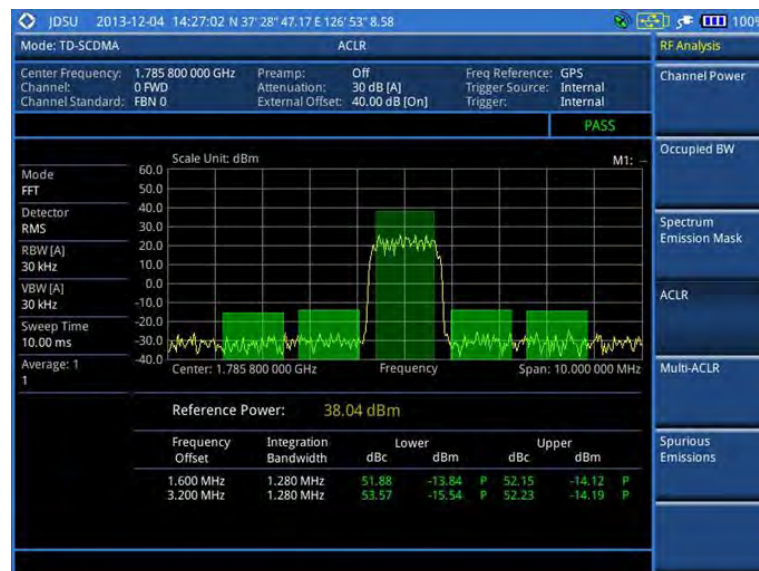 JDSU 2013-12-04 14:27:02 N 37' 28" 47.17 E 126' 53" 8.58 100%
Mode: TD-SCDMA ACLR
RF Analysis
Center Frequency: 1.785 800 000 GHz Preamp: Off Freq Reference: GPS
Channel: 0 FWD Attenuation: 30 dB [A] Trigger Source: Internal
Channel Standard: FBN 0 External Offset: 40.00 dB [On] Trigger: Internal
PASS
Channel Power
Occupied BW
Spectrum
Emission Mask
ACLR
Multi-ACLR
Spurious
Emissions
Mode
FFT
Detector
RMS
RBW [A]
30 kHz
VBW [A]
30 kHz
Sweep Time
10.00 ms
Average: 1
1
Scale Unit: dBm M1: --
60.0
50.0
40.0
30.0
20.0
10.0
0.0
-10.0
-20.0
-30.0
-40.0
Center: 1.785 800 000 GHz Frequency Span: 10.000 000 MHz
Reference Power: 38.04 dBm
Frequency Integration Lower Upper
Offset Bandwidth dBc dBm dBc dBm
1.600 MHz 1.280 MHz 51.88 -13.84 P 52.15 -14.12 P
3.200 MHz 1.280 MHz 53.57 -15.54 P 52.23 -14.19 P